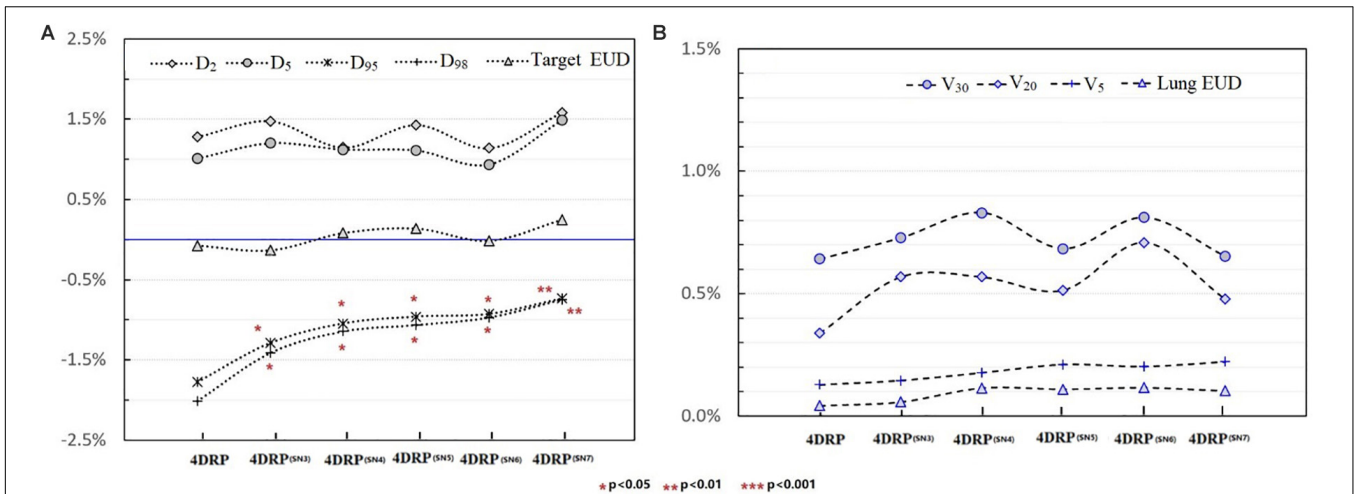 A
2.5%
1.5%
0.5%
-0.5%
-1.5%
-2.5%
D2 D5 D95 D98 Target EUD
* * * * **
* * * * **
4DRP 4DRP(SN3) 4DRP(SN4) 4DRP(SN5) 4DRP(SN6) 4DRP(SN7)
B
1.5%
1.0%
0.5%
0.0%
V30 V20 V5 Lung EUD
4DRP 4DRP(SN3) 4DRP(SN4) 4DRP(SN5) 4DRP(SN6) 4DRP(SN7)
*p<0.05 **p<0.01 ***p<0.001